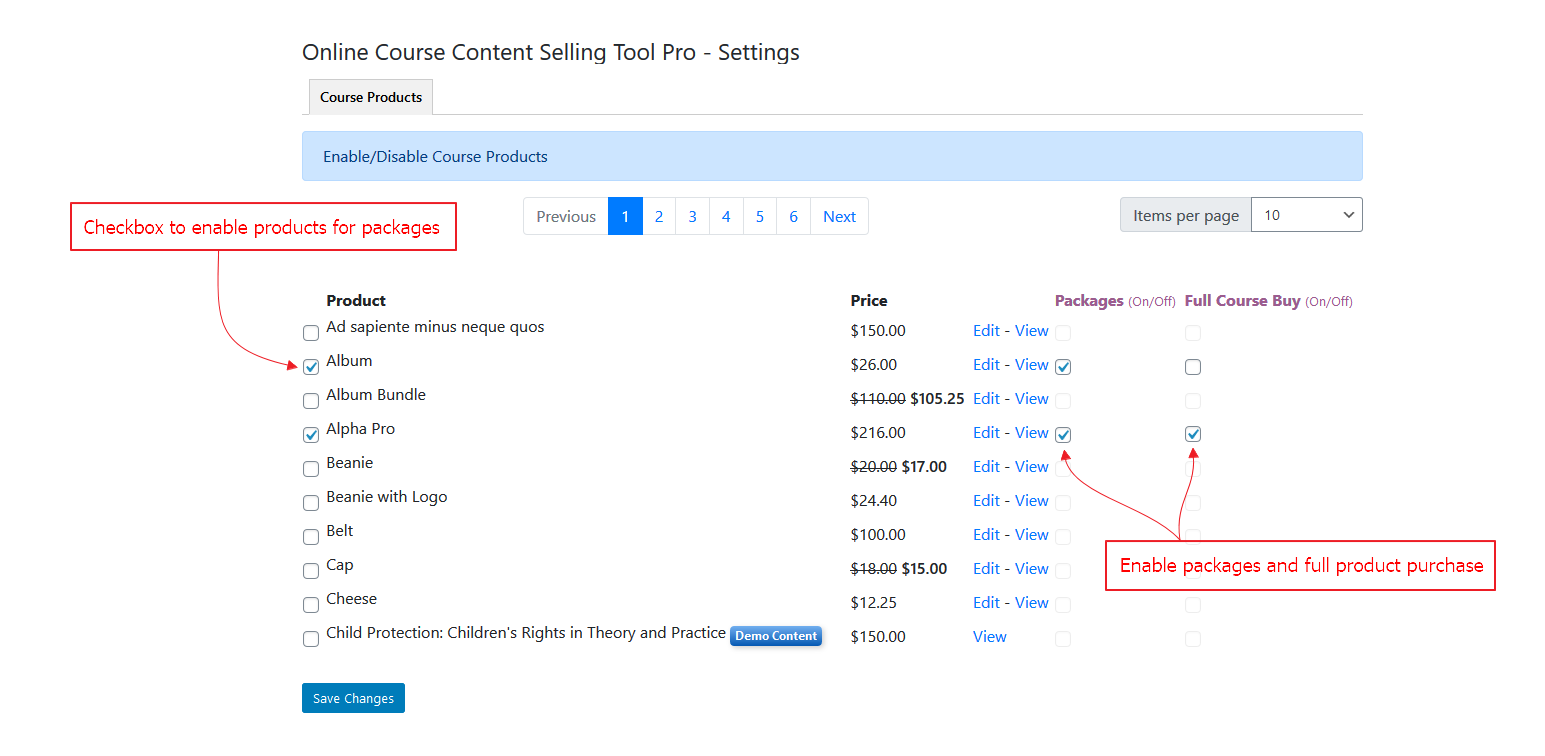 Online Course Content Selling Tool Pro - Settings
Course Products
Enable/Disable Course Products
Checkbox to enable products for packages
Previous 1 2 3 4 5 6 Next
Items per page 10
Product Price Packages (On/Off) Full Course Buy (On/Off)
Ad sapiente minus neque quos $150.00 Edit - View
Album $26.00 Edit - View
Album Bundle $110.00 $105.25 Edit - View
Alpha Pro $216.00 Edit - View
Beanie $20.00 $17.00 Edit - View
Beanie with Logo $24.40 Edit - View
Belt $100.00 Edit - View
Cap $18.00 $15.00 Edit - View
Enable packages and full product purchase
Cheese $12.25 Edit - View
Child Protection: Children's Rights in Theory and Practice Demo Content $150.00 View
Save Changes